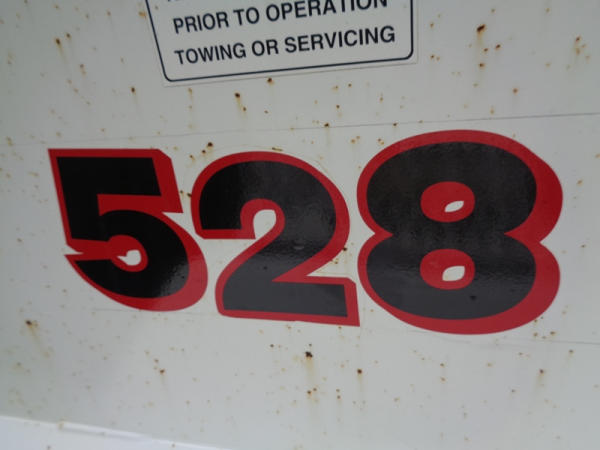 PRIOR TO OPERATION
TOWING OR SERVICING
528